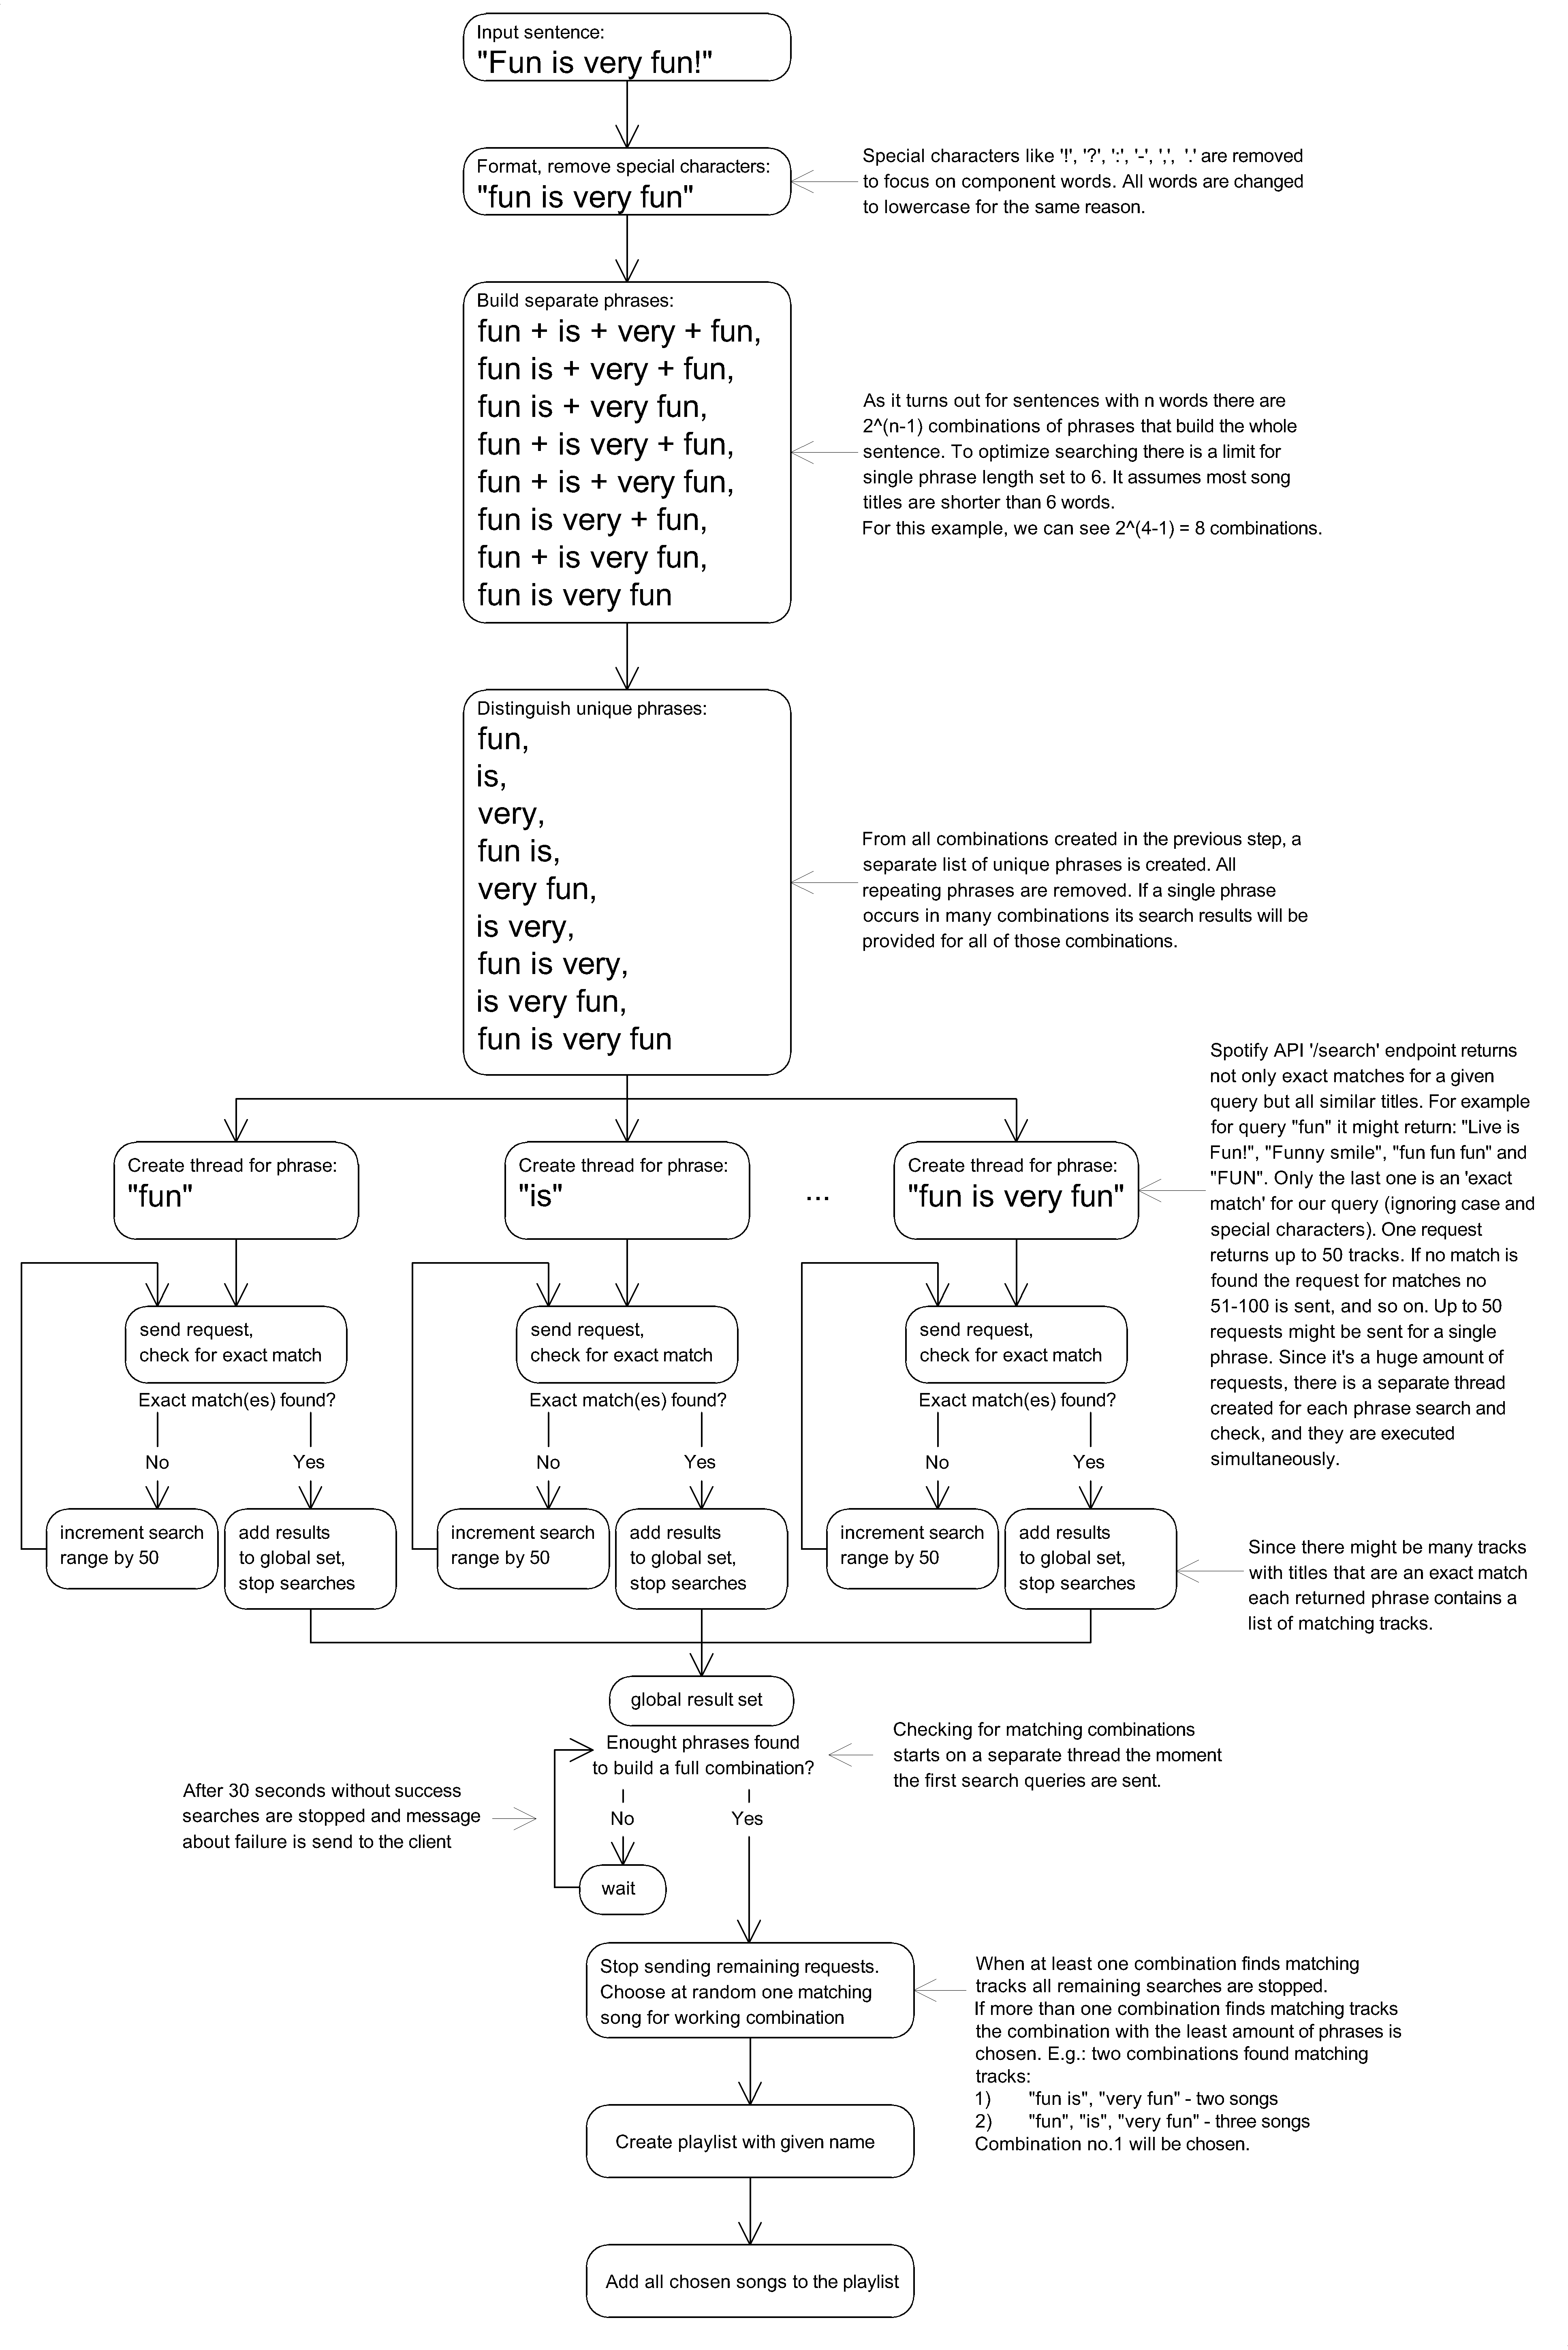 Input sentence:
"Fun is very fun!"
Format, remove special characters:
"fun is very fun"
Special characters like '!', '?', ':', '-', ',',  '.' are removed
to focus on component words. All words are changed
to lowercase for the same reason.
Build separate phrases:
fun + is + very + fun,
fun is + very + fun,
fun is + very fun,
fun + is very + fun,
fun + is + very fun,
fun is very + fun,
fun + is very fun,
fun is very fun
As it turns out for sentences with n words there are
2^(n-1) combinations of phrases that build the whole
sentence. To optimize searching there is a limit for
single phrase length set to 6. It assumes most song
titles are shorter than 6 words.
For this example, we can see 2^(4-1) = 8 combinations.
Distinguish unique phrases:
fun,
is,
very,
fun is,
very fun,
is very,
fun is very,
is very fun,
fun is very fun
From all combinations created in the previous step, a
separate list of unique phrases is created. All
repeating phrases are removed. If a single phrase
occurs in many combinations its search results will be
provided for all of those combinations.
Create thread for phrase:
"fun"
Create thread for phrase:
"is"
...
Create thread for phrase:
"fun is very fun"
Spotify API '/search' endpoint returns
not only exact matches for a given
query but all similar titles. For example
for query "fun" it might return: "Live is
Fun!", "Funny smile", "fun fun fun" and
"FUN". Only the last one is an 'exact
match' for our query (ignoring case and
special characters). One request
returns up to 50 tracks. If no match is
found the request for matches no
51-100 is sent, and so on. Up to 50
requests might be sent for a single
phrase. Since it's a huge amount of
requests, there is a separate thread
created for each phrase search and
check, and they are executed
simultaneously.
send request,
check for exact match
Exact match(es) found?
No
Yes
increment search
range by 50
add results
to global set,
stop searches
send request,
check for exact match
Exact match(es) found?
No
Yes
increment search
range by 50
add results
to global set,
stop searches
send request,
check for exact match
Exact match(es) found?
No
Yes
increment search
range by 50
add results
to global set,
stop searches
Since there might be many tracks
with titles that are an exact match
each returned phrase contains a
list of matching tracks.
global result set
Enought phrases found
to build a full combination?
Checking for matching combinations
starts on a separate thread the moment
the first search queries are sent.
After 30 seconds without success
searches are stopped and message
about failure is send to the client
No
Yes
wait
Stop sending remaining requests.
Choose at random one matching
song for working combination
When at least one combination finds matching
tracks all remaining searches are stopped.
If more than one combination finds matching tracks
the combination with the least amount of phrases is
chosen. E.g.: two combinations found matching
tracks:
1) "fun is", "very fun" - two songs
2) "fun", "is", "very fun" - three songs
Combination no.1 will be chosen.
Create playlist with given name
Add all chosen songs to the playlist